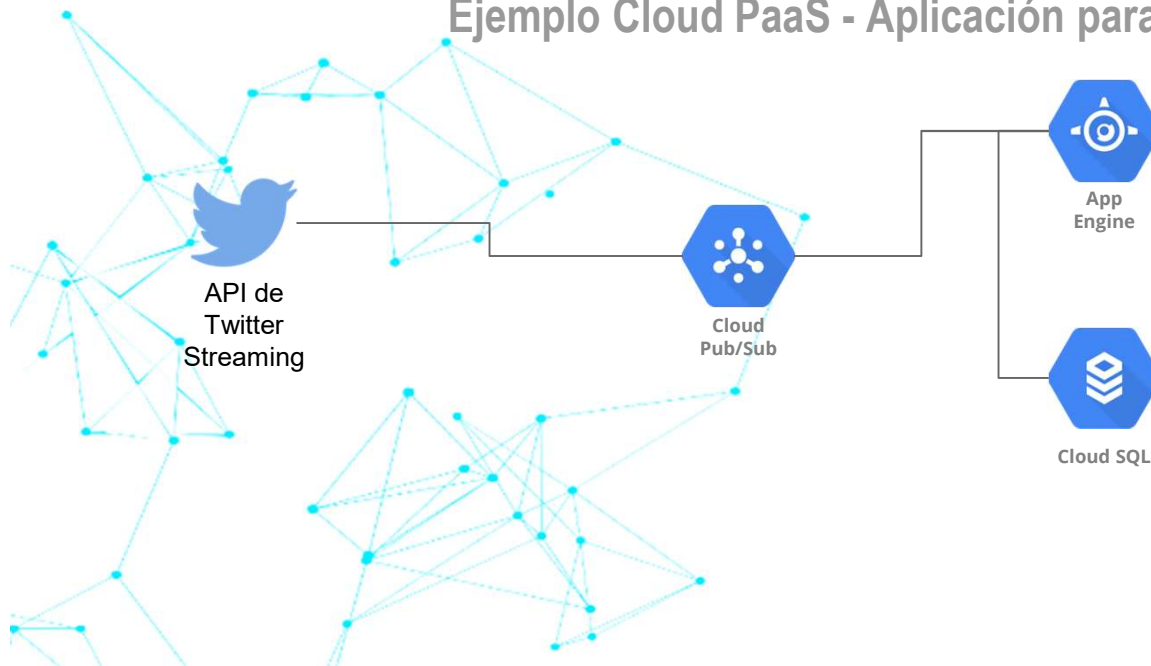 Ejemplo Cloud PaaS - Aplicación para
App
Engine
API de
Twitter
Streaming
Cloud
Pub/Sub
Cloud SQL